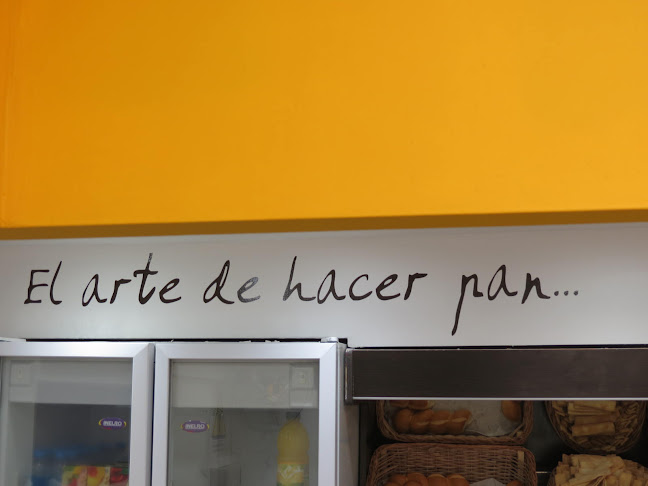 El arte de hacer pan...